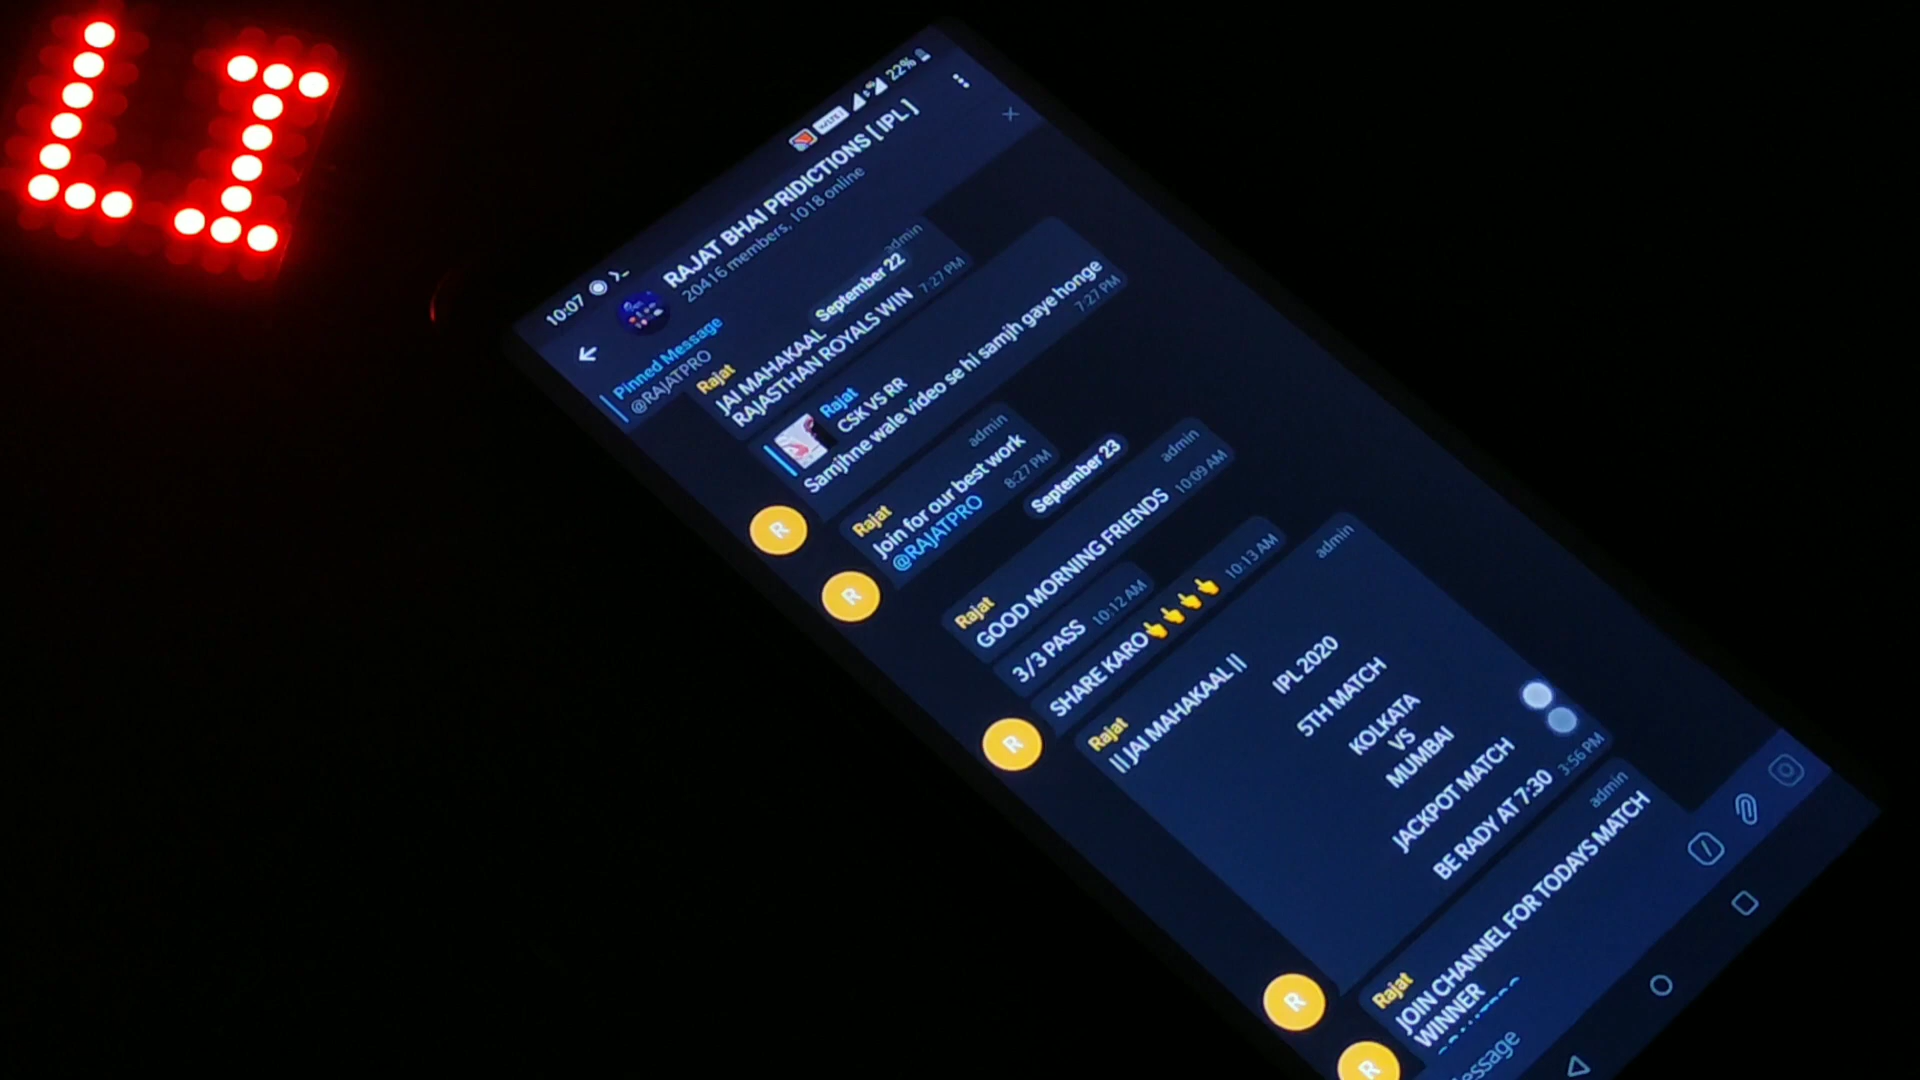 LI
10:07
22%
RAJAT BHAI PRIDICTIONS [ IPL ]
20416 members, 1018 online
Pinned Message
@RAJATPRO
September 22
Rajat admin
JAI MAHAKAAL
RAJASTHAN ROYALS WIN 7:27 PM
Rajat
CSK VS RR
Samjhne wale video se hi samjh gaye honge
7:27 PM
R
Rajat admin
Join for our best work
@RAJATPRO 8:27 PM
R
September 23
Rajat admin
GOOD MORNING FRIENDS 10:09 AM
3/3 PASS 10:12 AM
SHARE KARO👆👆👆👆 10:13 AM
R
Rajat admin
|| JAI MAHAKAAL ||
IPL 2020
5TH MATCH
KOLKATA
VS
MUMBAI
JACKPOT MATCH
BE RADY AT 7:30 3:56 PM
R
Rajat admin
JOIN CHANNEL FOR TODAYS MATCH
WINNER
R